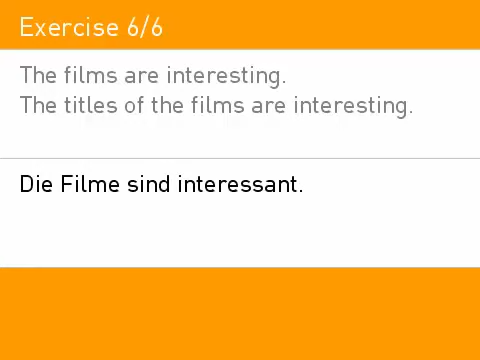 Exercise 6/6
The films are interesting.
The titles of the films are interesting.
Die Filme sind interessant.